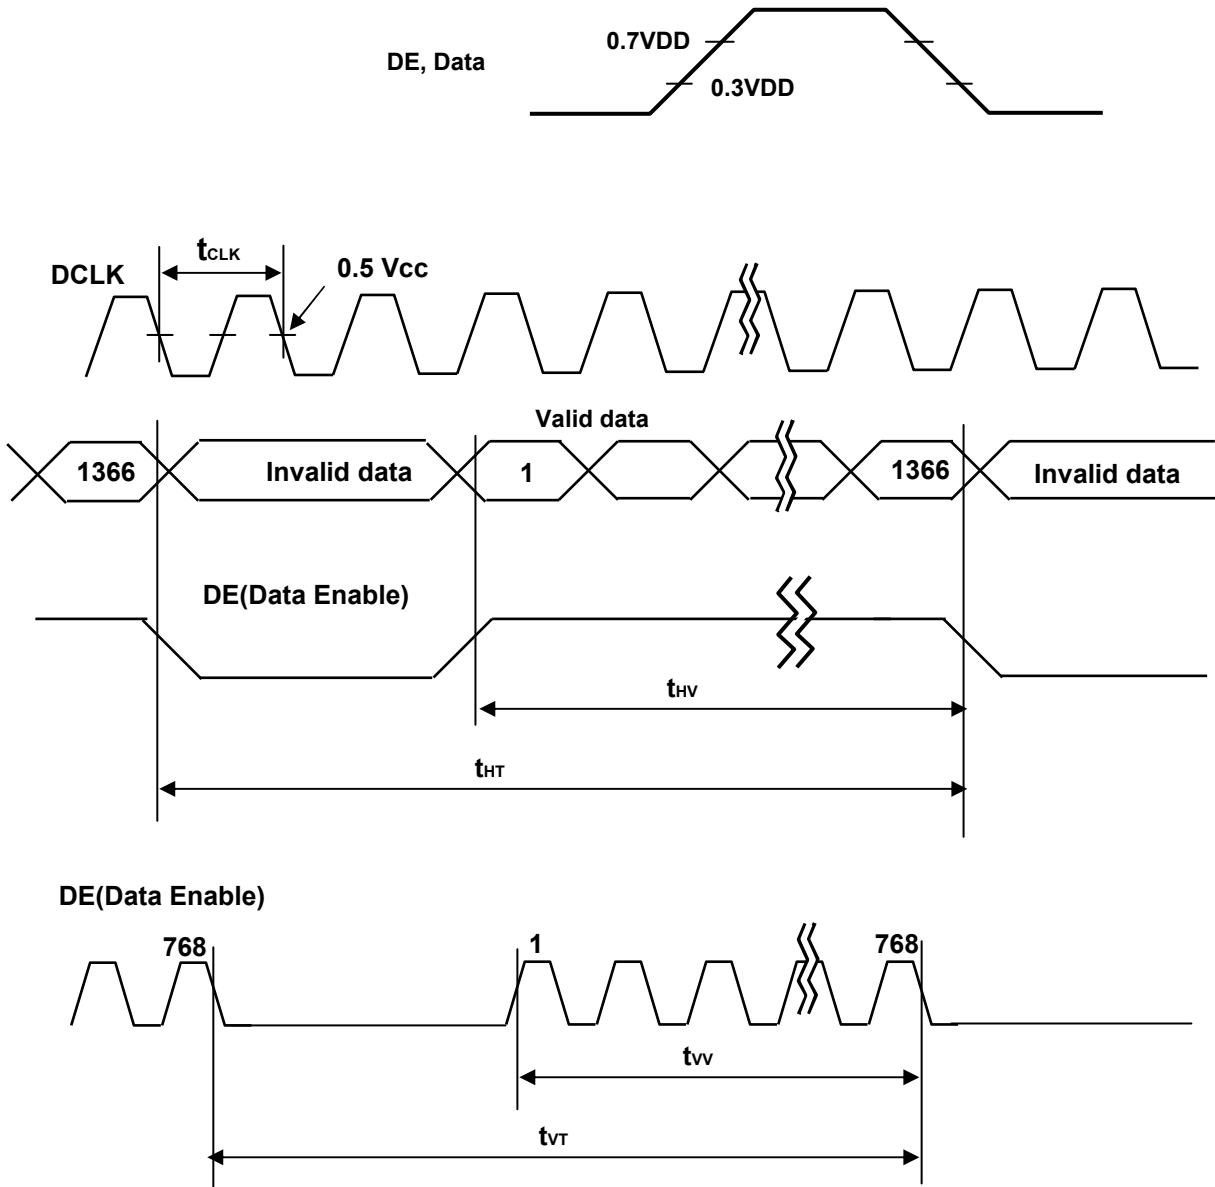 0.7VDD
DE, Data
0.3VDD
tCLK
DCLK
0.5 Vcc
Valid data
1366
Invalid data
1
1366
Invalid data
DE(Data Enable)
tHV
tHT
DE(Data Enable)
768
1
768
tVV
tVT